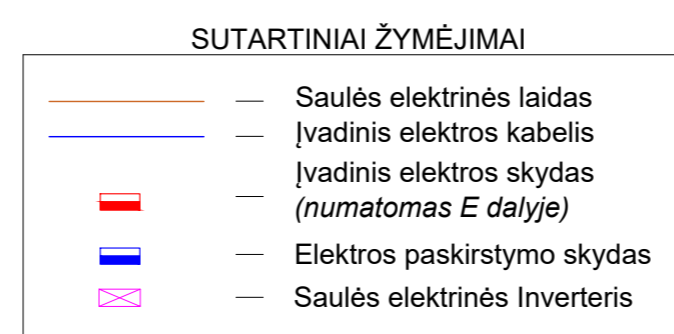 SUTARTINIAI ŽYMĖJIMAI
— Saulės elektrinės laidas
— Įvadinis elektros kabelis
— Įvadinis elektros skydas
(numatomas E dalyje)
— Elektros paskirstymo skydas
— Saulės elektrinės Inverteris